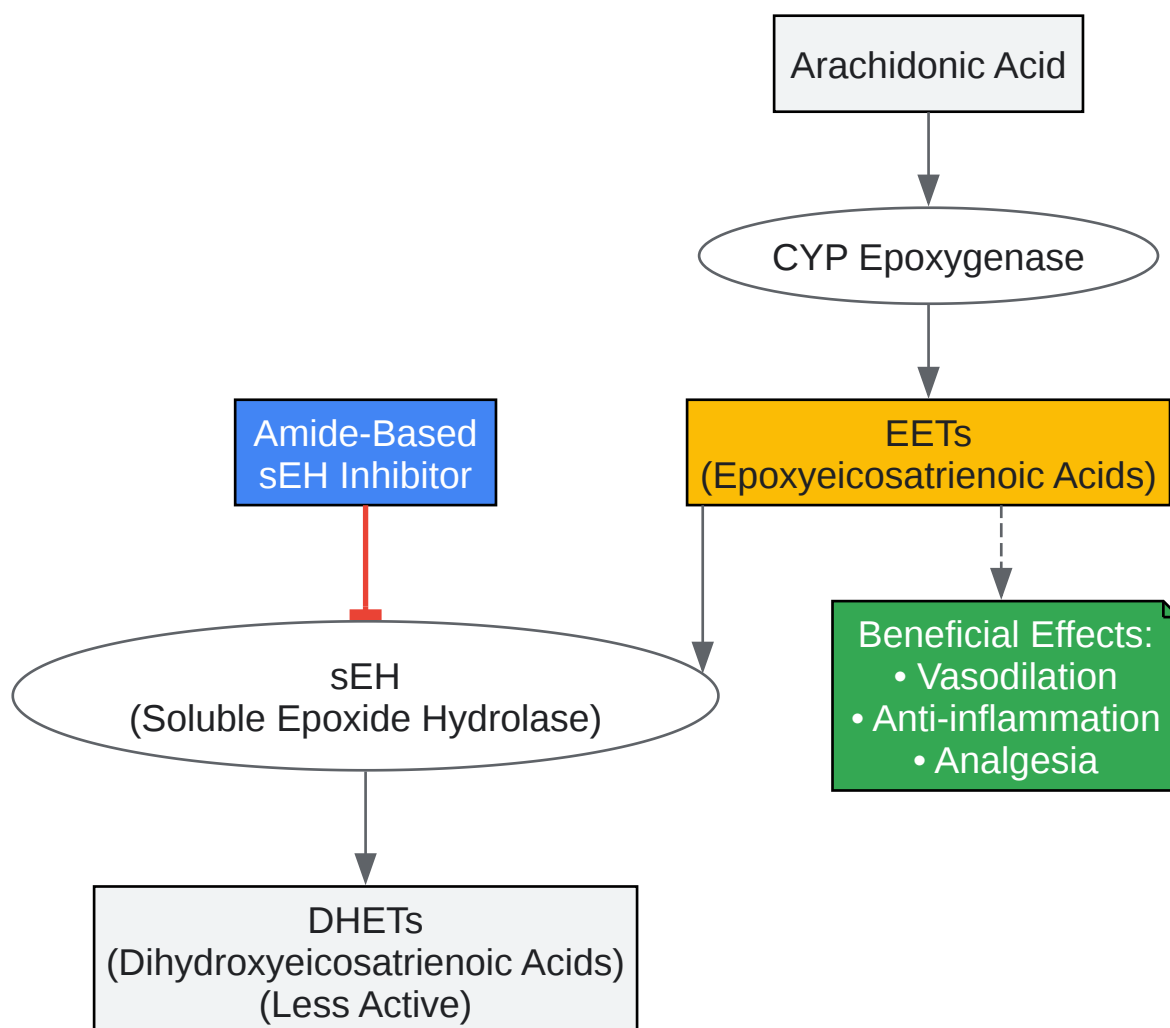 Arachidonic Acid
CYP Epoxygenase
Amide-Based
sEH Inhibitor
EETs
(Epoxyeicosatrienoic Acids)
Beneficial Effects:
• Vasodilation
• Anti-inflammation
• Analgesia
sEH
(Soluble Epoxide Hydrolase)
DHETs
(Dihydroxyeicosatrienoic Acids)
(Less Active)